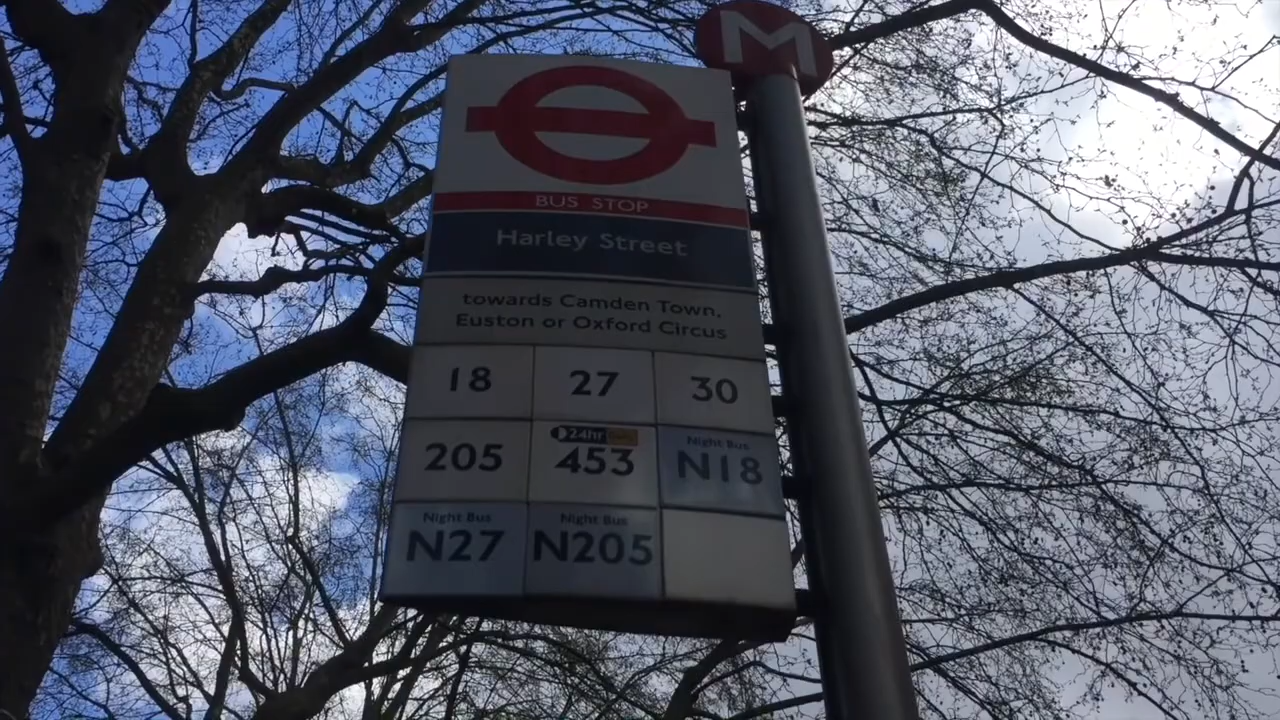 M
BUS STOP
Harley Street
towards Camden Town,
Euston or Oxford Circus
18 27 30
24hr
205 453
Night Bus
N18
Night Bus Night Bus
N27 N205